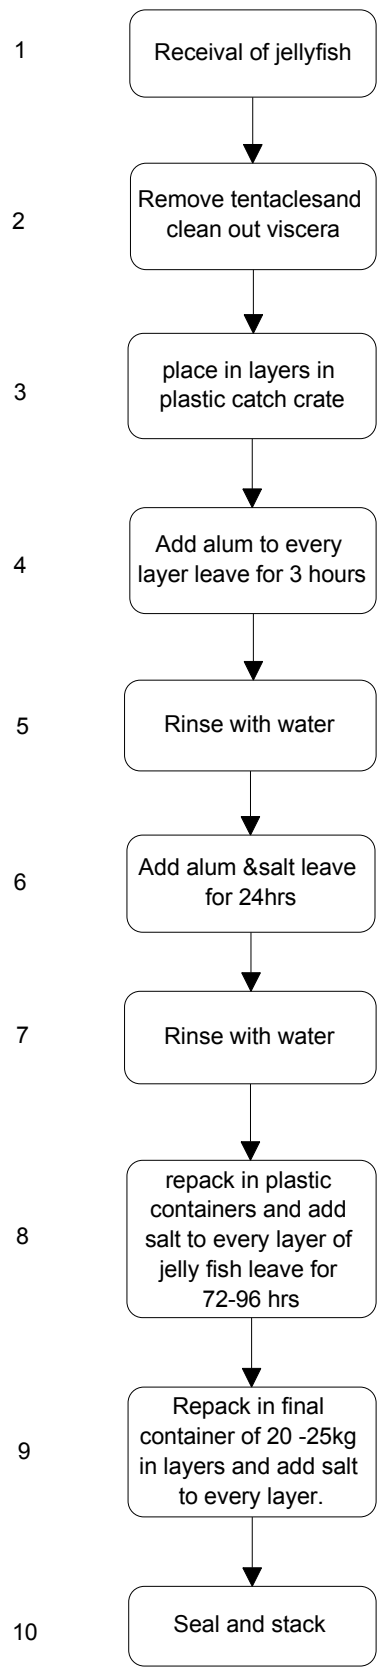 1
Receival of jellyfish
2
Remove tentaclesand
clean out viscera
3
place in layers in
plastic catch crate
4
Add alum to every
layer leave for 3 hours
5
Rinse with water
6
Add alum &salt leave
for 24hrs
7
Rinse with water
8
repack in plastic
containers and add
salt to every layer of
jelly fish leave for
72-96 hrs
9
Repack in final
container of 20 -25kg
in layers and add salt
to every layer.
10
Seal and stack